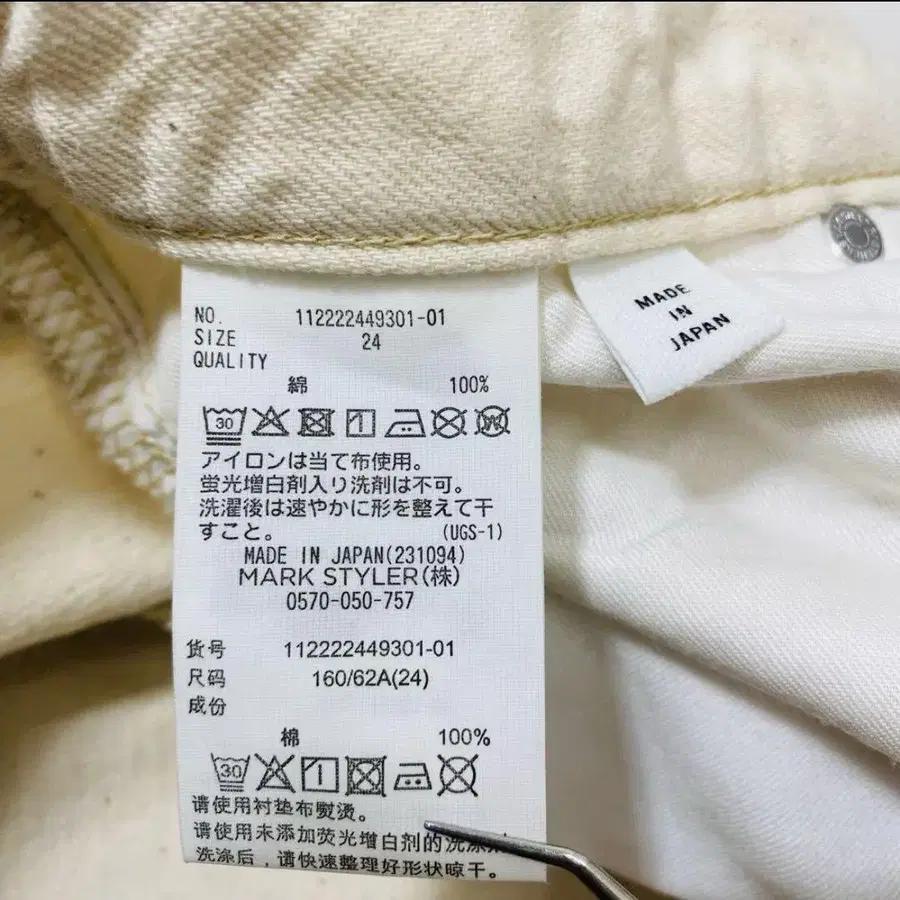 NO. 112222449301-01
SIZE 24
QUALITY
綿 100%
30 W
アイロンは当て布使用。
蛍光増白剤入り洗剤は不可。
洗濯後は速やかに形を整えて干
すこと。 (UGS-1)
MADE IN JAPAN(231094)
MARK STYLER(株)
0570-050-757
货号 112222449301-01
尺码 160/62A(24)
成份
棉 100%
30
请使用衬垫布熨烫。
请使用未添加荧光增白剂的洗涤
洗涤后，请快速整理好形状晾干。
MADE
IN
JAPAN